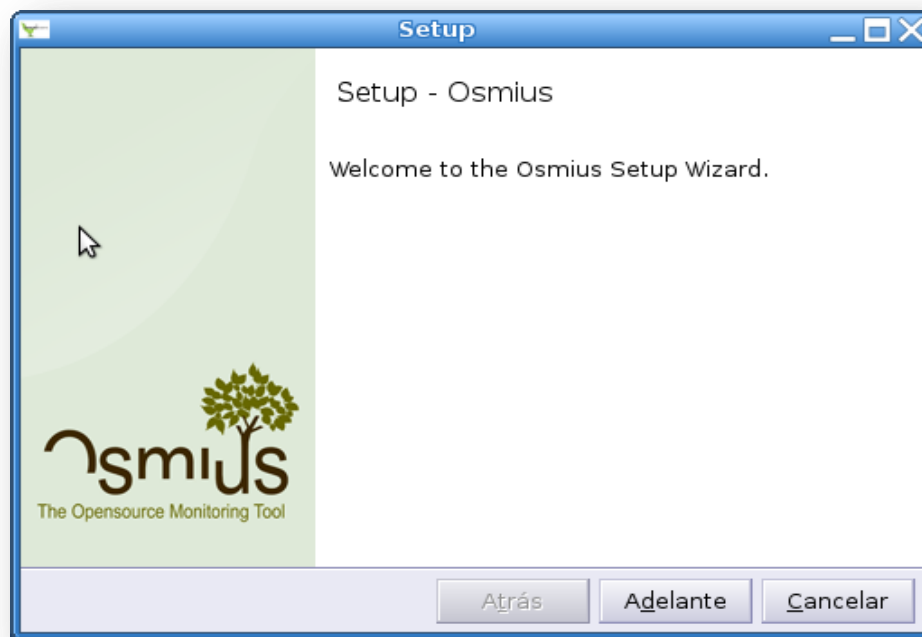 Setup
Setup - Osmius
Welcome to the Osmius Setup Wizard.
Osmius
The Opensource Monitoring Tool
Atrás
Adelante
Cancelar